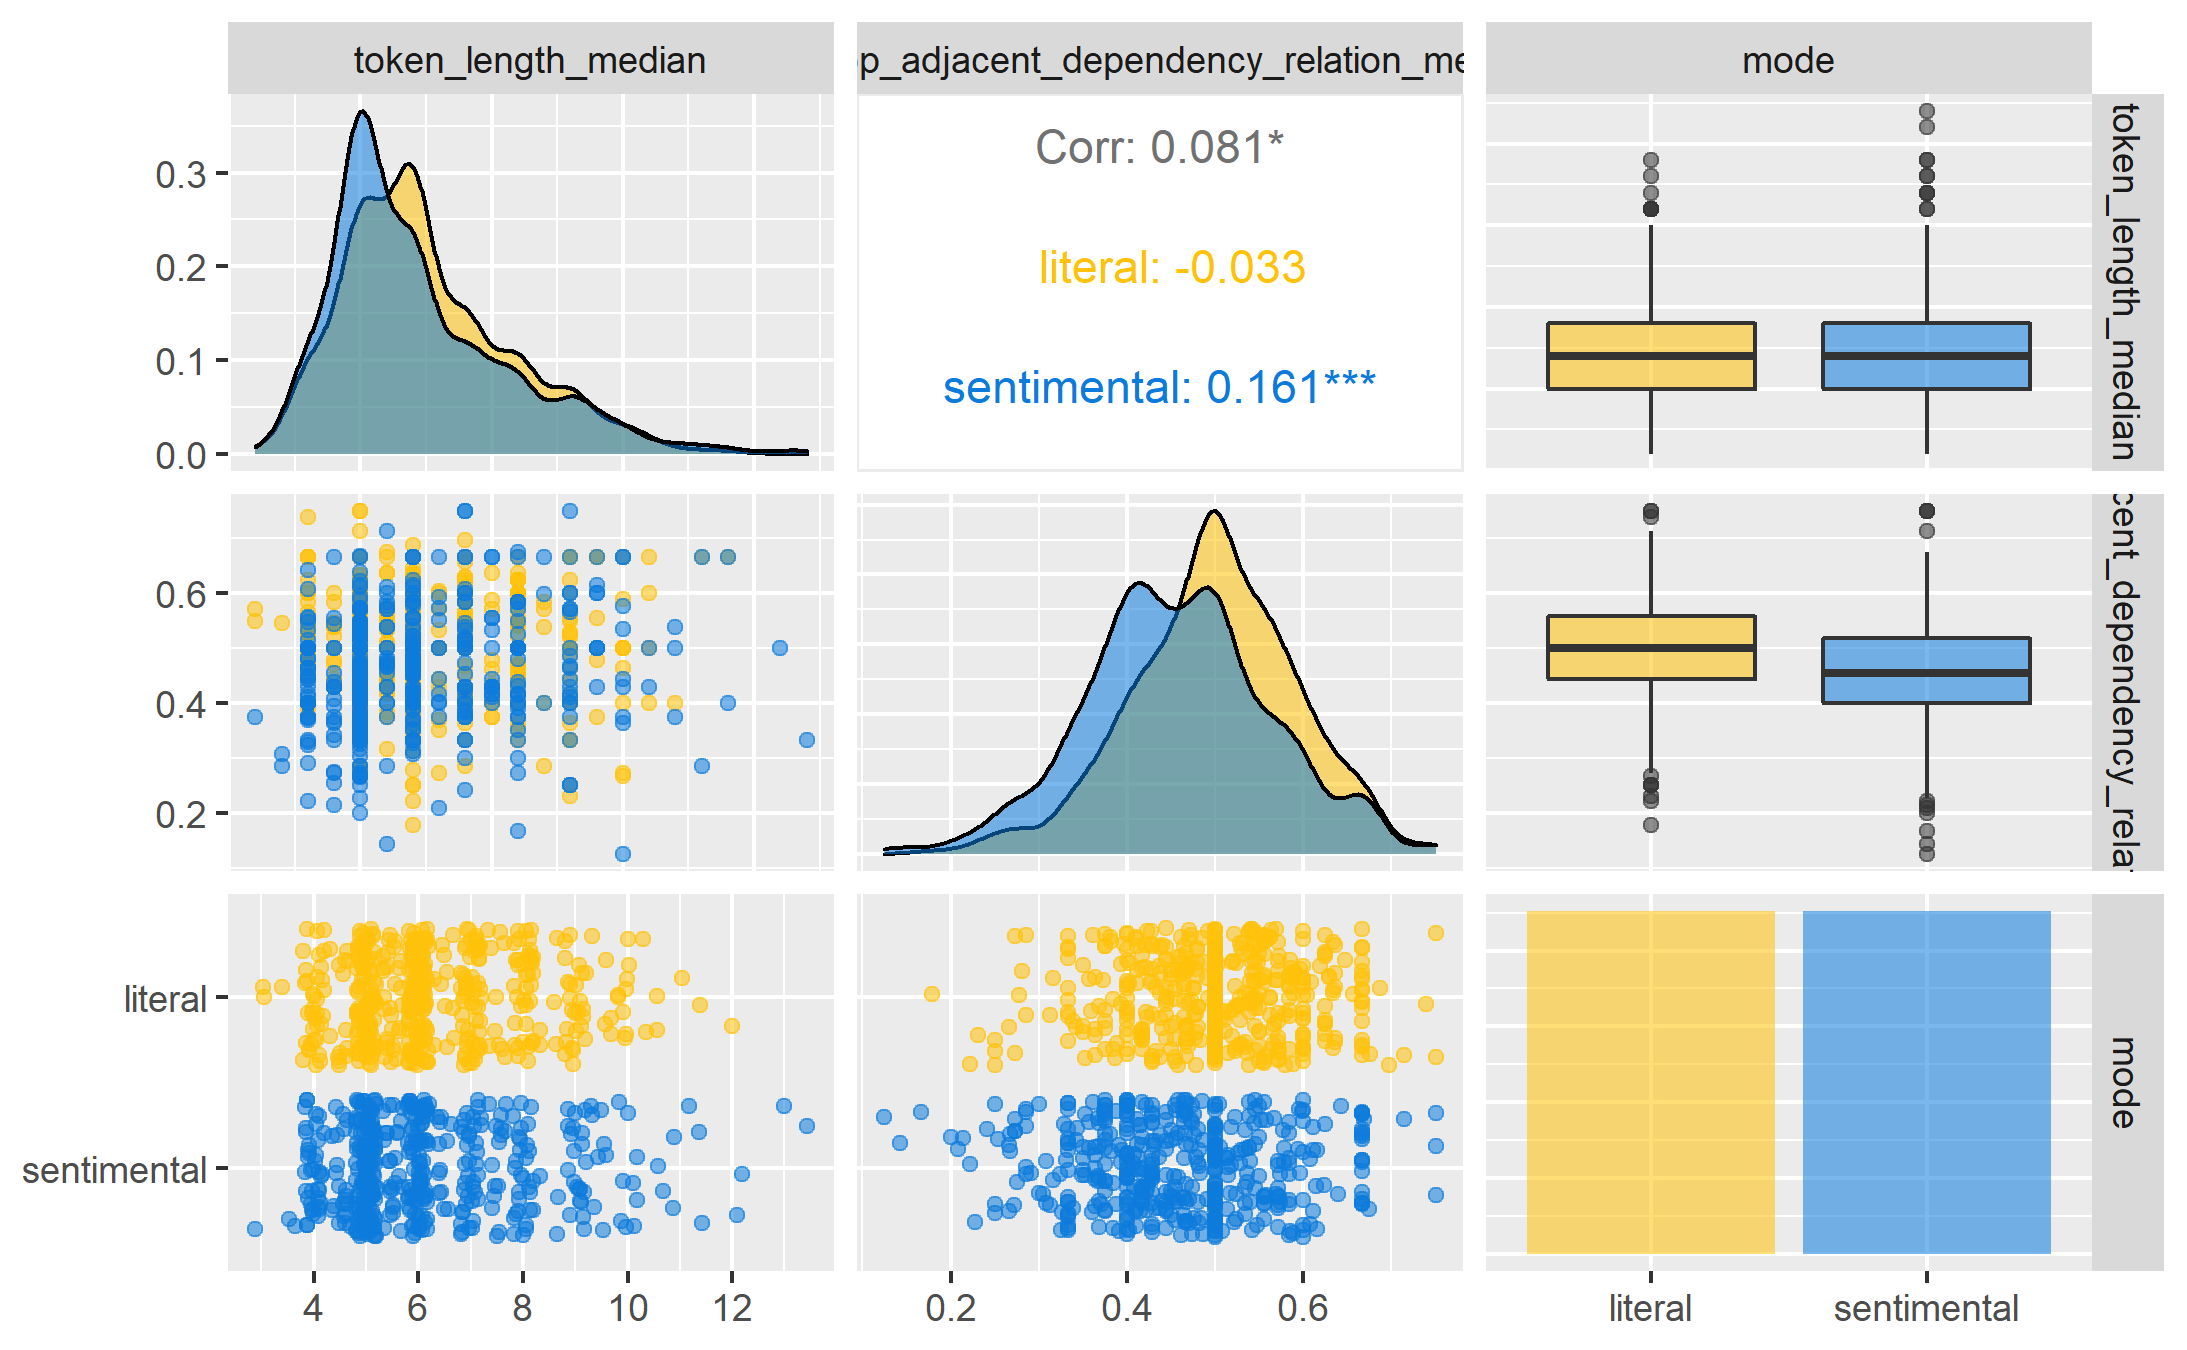 token_length_median
op_adjacent_dependency_relation_me
mode
0.3
0.2
0.1
0.0
Corr: 0.081*
literal: -0.033
sentimental: 0.161***
token_length_median
0.6
0.4
0.2
cent_dependency_rela
literal
sentimental
mode
4 6 8 10 12
0.2 0.4 0.6
literal sentimental